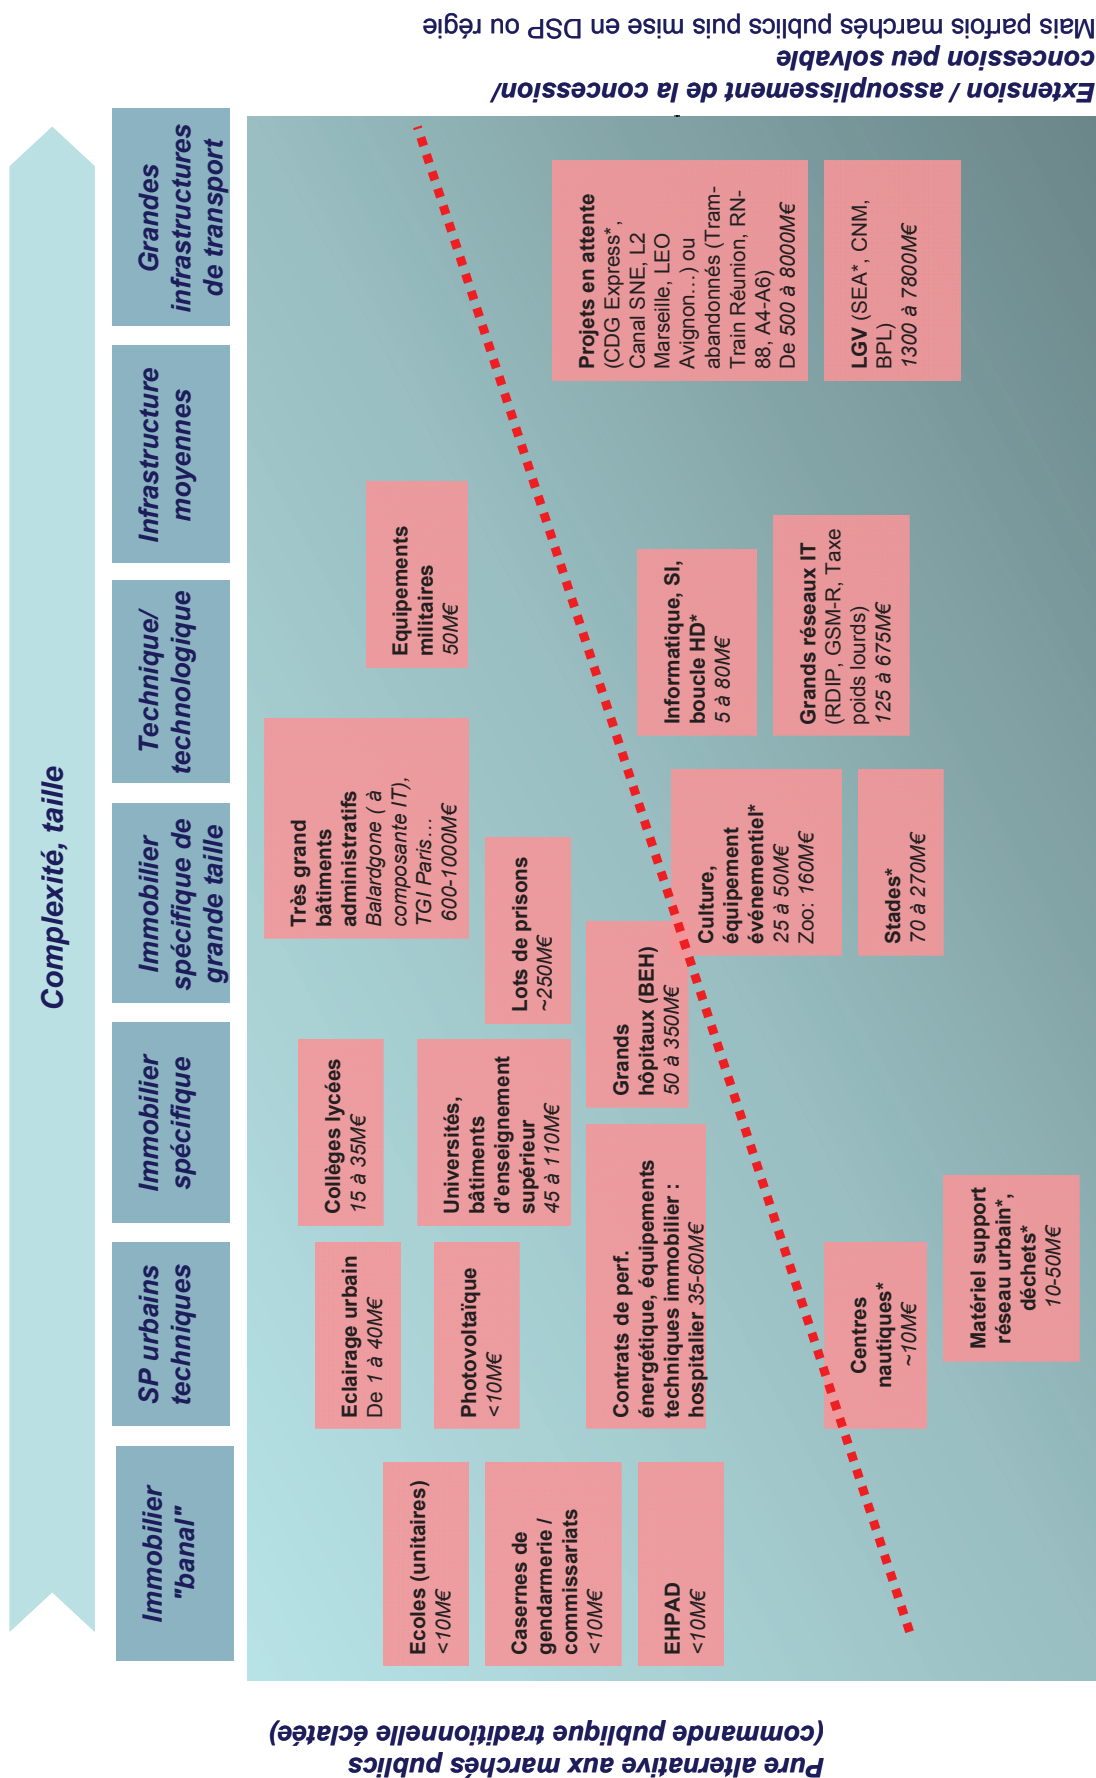 Complexité, taille
Immobilier
"banal"
SP urbains
techniques
Immobilier
spécifique
Immobilier
spécifique de
grande taille
Technique/
technologique
Infrastructure
moyennes
Grandes
infrastructures
de transport
Pure alternative aux marchés publics
(commande publique traditionnelle éclatée)
Ecoles (unitaires)
<10M€
Casernes de
gendarmerie /
commissariats
<10M€
EHPAD
<10M€
Eclairage urbain
De 1 à 40M€
Photovoltaïque
<10M€
Contrats de perf.
énergétique, équipements
techniques immobilier :
hospitalier 35-60M€
Centres
nautiques*
~10M€
Matériel support
réseau urbain*,
déchets*
10-50M€
Collèges lycées
15 à 35M€
Universités,
bâtiments
d'enseignement
supérieur
45 à 110M€
Grands
hôpitaux (BEH)
50 à 350M€
Lots de prisons
~250M€
Très grand
bâtiments
administratifs
Balardgone ( à
composante IT),
TGI Paris…
600-1000M€
Culture,
équipement
événementiel*
25 à 50M€
Zoo: 160M€
Stades*
70 à 270M€
Equipements
militaires
50M€
Informatique, SI,
boucle HD*
5 à 80M€
Grands réseaux IT
(RDIP, GSM-R, Taxe
poids lourds)
125 à 675M€
Projets en attente
(CDG Express*,
Canal SNE, L2
Marseille, LEO
Avignon…) ou
abandonnés (Tram-
Train Réunion, RN-
88, A4-A6)
De 500 à 8000M€
LGV (SEA*, CNM,
BPL)
1300 à 7800M€
Extension / assouplissement de la concession/
concession peu solvable
Mais parfois marchés publics puis mise en DSP ou régie